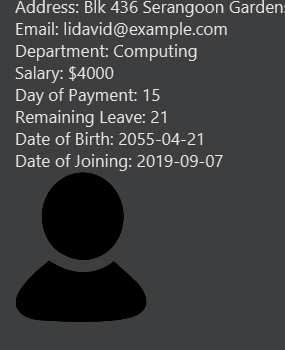 Address: Blk 436 Serangoon Gardens
Email: lidavid@example.com
Department: Computing
Salary: $4000
Day of Payment: 15
Remaining Leave: 21
Date of Birth: 2055-04-21
Date of Joining: 2019-09-07